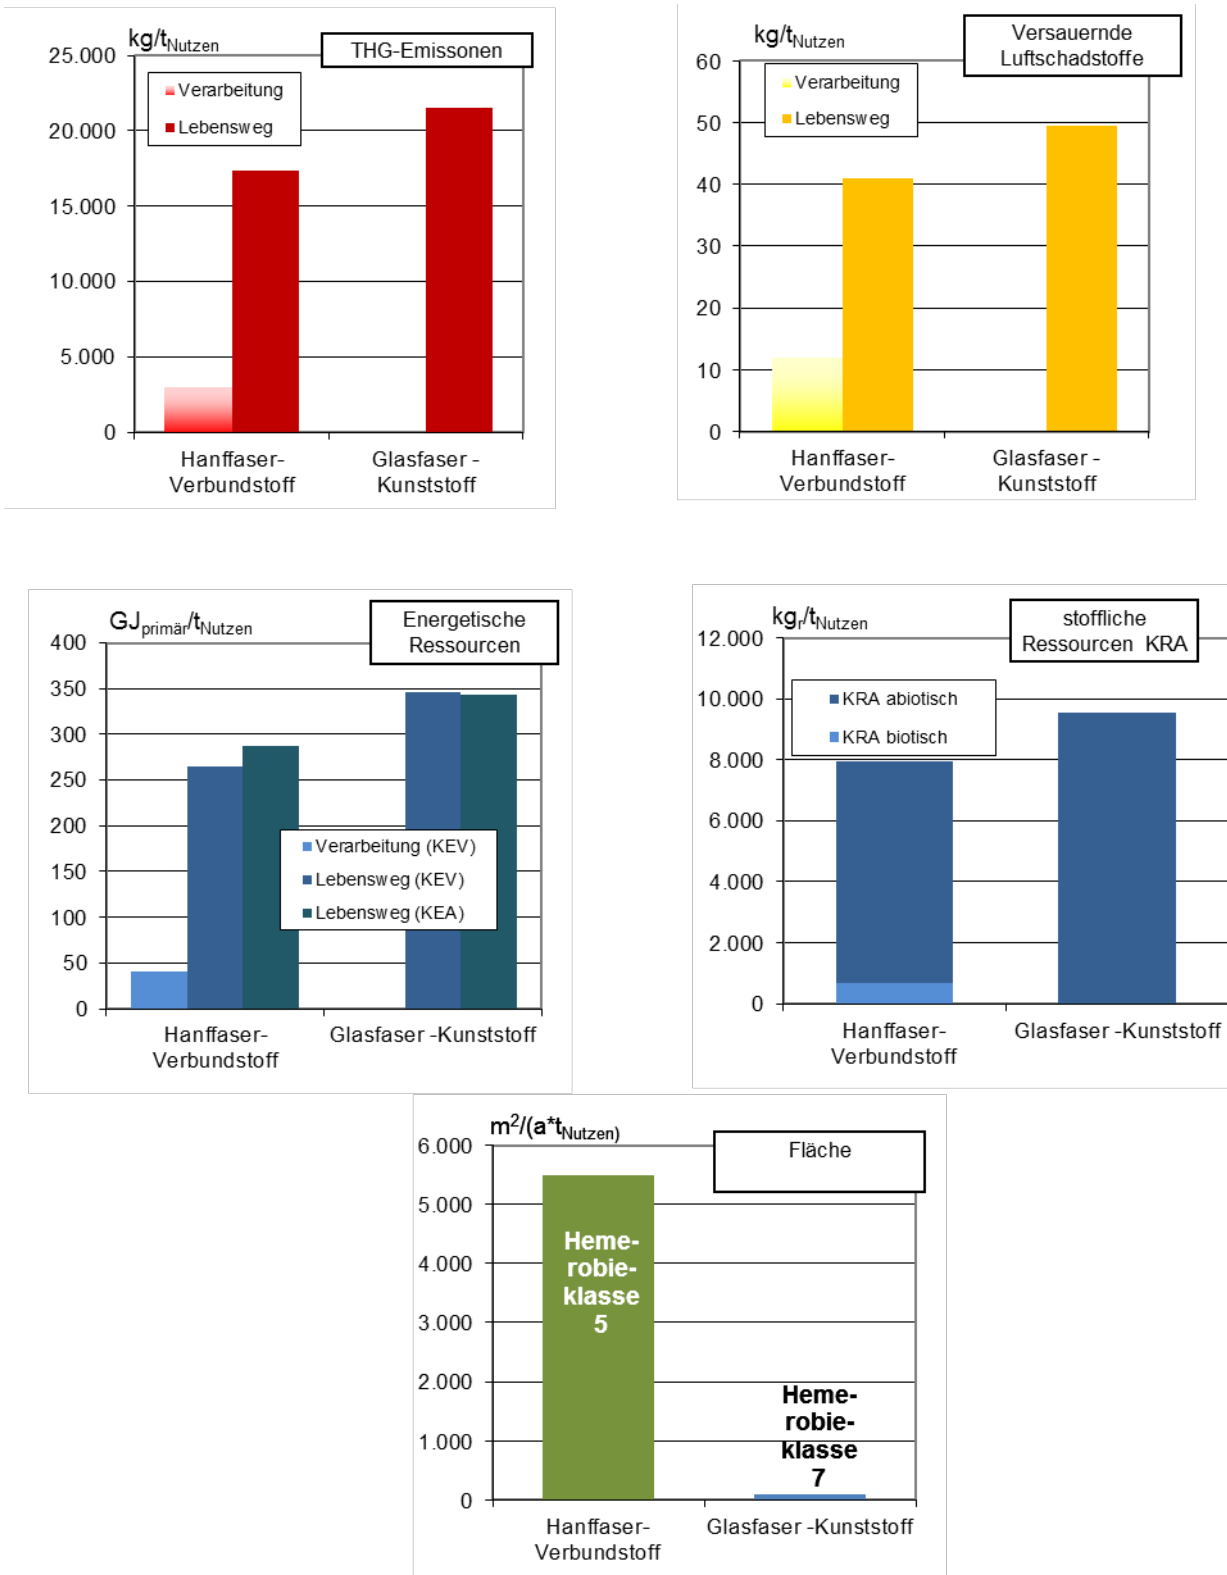 kg/tNutzen
THG-Emissonen
25.000
20.000
15.000
10.000
5.000
0
Verarbeitung
Lebensweg
Hanffaser-
Verbundstoff
Glasfaser -
Kunststoff
kg/tNutzen
Versauernde
Luftschadstoffe
60
50
40
30
20
10
0
Verarbeitung
Lebensweg
Hanffaser-
Verbundstoff
Glasfaser -
Kunststoff
GJprimär/tNutzen
Energetische
Ressourcen
400
350
300
250
200
150
100
50
0
Verarbeitung (KEV)
Lebensweg (KEV)
Lebensweg (KEA)
Hanffaser-
Verbundstoff
Glasfaser -Kunststoff
kgr/tNutzen
stoffliche
Ressourcen KRA
12.000
10.000
8.000
6.000
4.000
2.000
0
KRA abiotisch
KRA biotisch
Hanffaser-
Verbundstoff
Glasfaser -Kunststoff
m²/(a*tNutzen)
Fläche
6.000
5.000
4.000
3.000
2.000
1.000
0
Heme-
robie-
klasse
5
Heme-
robie-
klasse
7
Hanffaser-
Verbundstoff
Glasfaser -Kunststoff